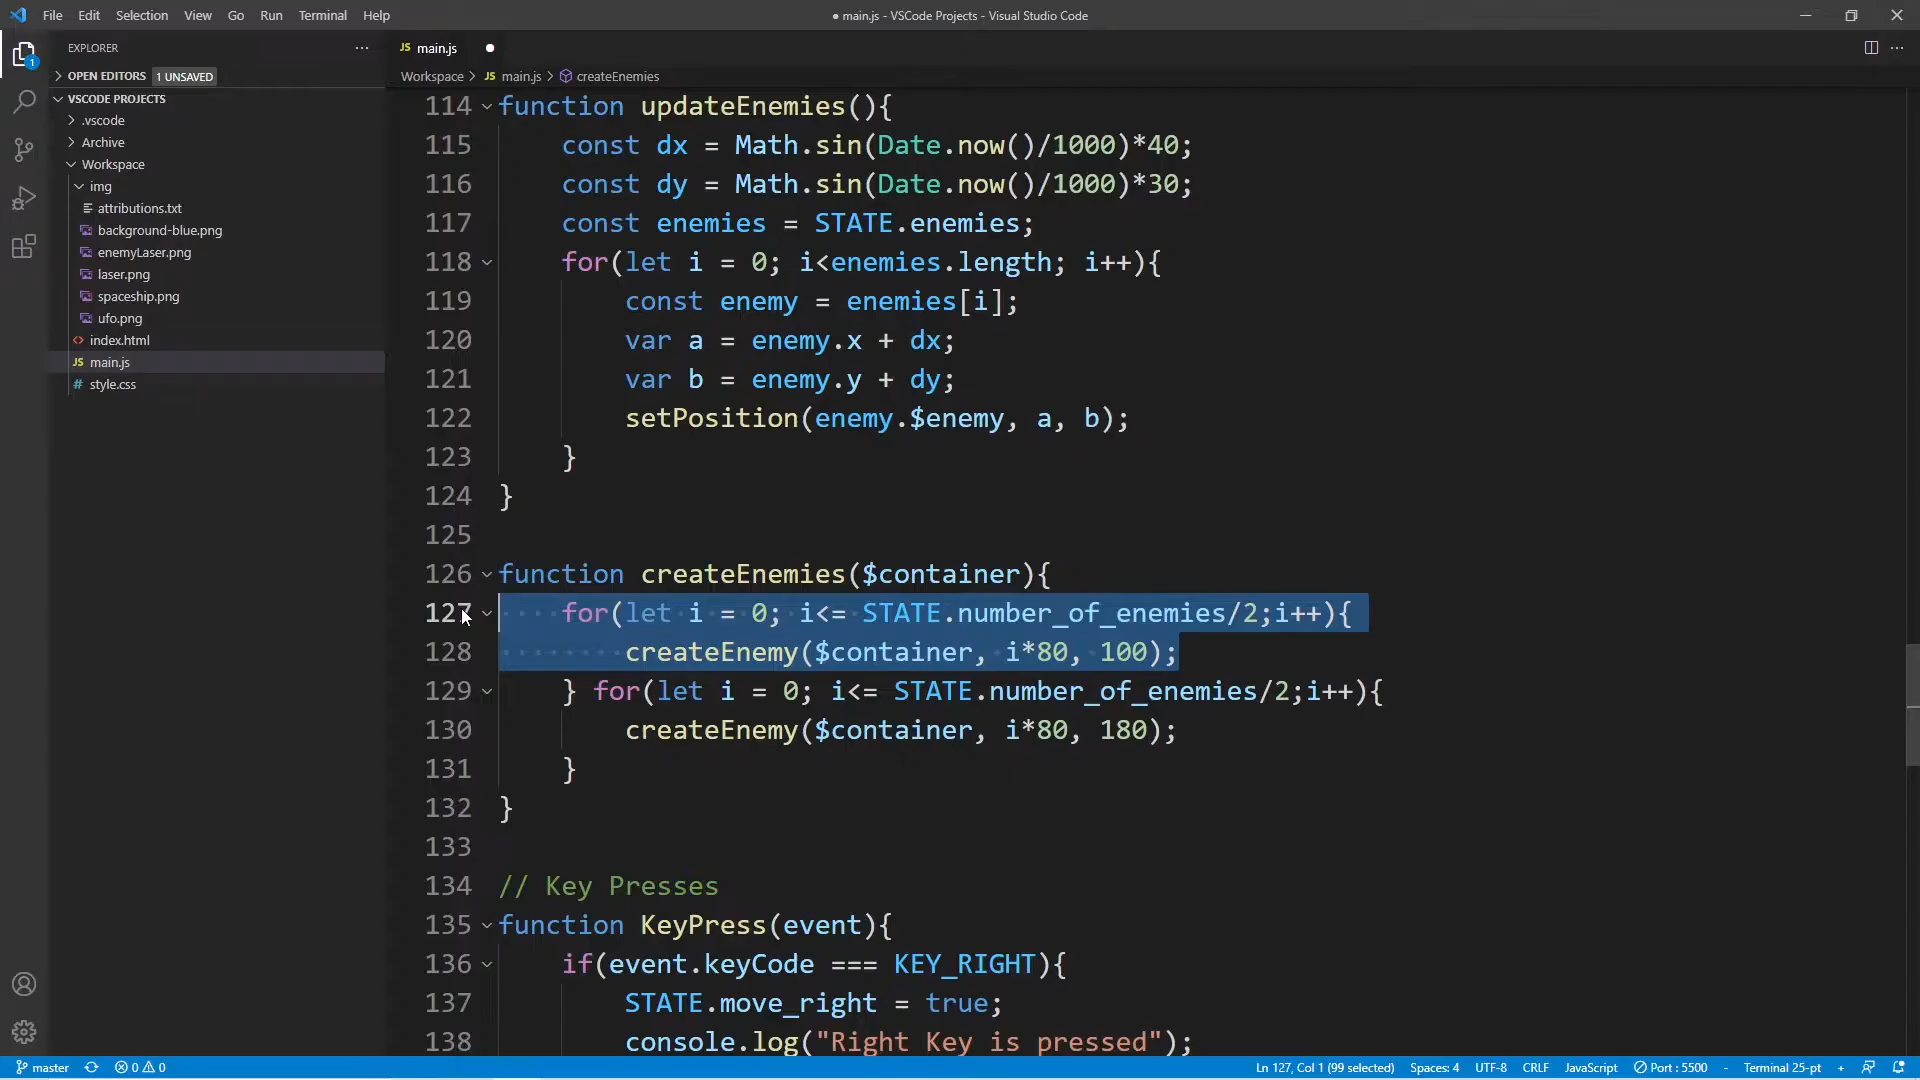 File Edit Selection View Go Run Terminal Help
● main.js - VSCode Projects - Visual Studio Code
EXPLORER
JS main.js
OPEN EDITORS 1 UNSAVED
Workspace > JS main.js > createEnemies
VSCODE PROJECTS
.vscode
Archive
Workspace
img
attributions.txt
background-blue.png
enemyLaser.png
laser.png
spaceship.png
ufo.png
<> index.html
JS main.js
# style.css
1
114 function updateEnemies(){
115 const dx = Math.sin(Date.now()/1000)*40;
116 const dy = Math.sin(Date.now()/1000)*30;
117 const enemies = STATE.enemies;
118 for(let i = 0; i<enemies.length; i++){
119 const enemy = enemies[i];
120 var a = enemy.x + dx;
121 var b = enemy.y + dy;
122 setPosition(enemy.$enemy, a, b);
123 }
124 }
125
126 function createEnemies($container){
127 for(let i = 0; i<= STATE.number_of_enemies/2;i++){
128 createEnemy($container, i*80, 100);
129 } for(let i = 0; i<= STATE.number_of_enemies/2;i++){
130 createEnemy($container, i*80, 180);
131 }
132 }
133
134 // Key Presses
135 function KeyPress(event){
136 if(event.keyCode === KEY_RIGHT){
137 STATE.move_right = true;
138 console.log("Right Key is pressed");
master 0 0 Ln 127, Col 1 (99 selected) Spaces: 4 UTF-8 CRLF JavaScript Port : 5500 - Terminal 25-pt +